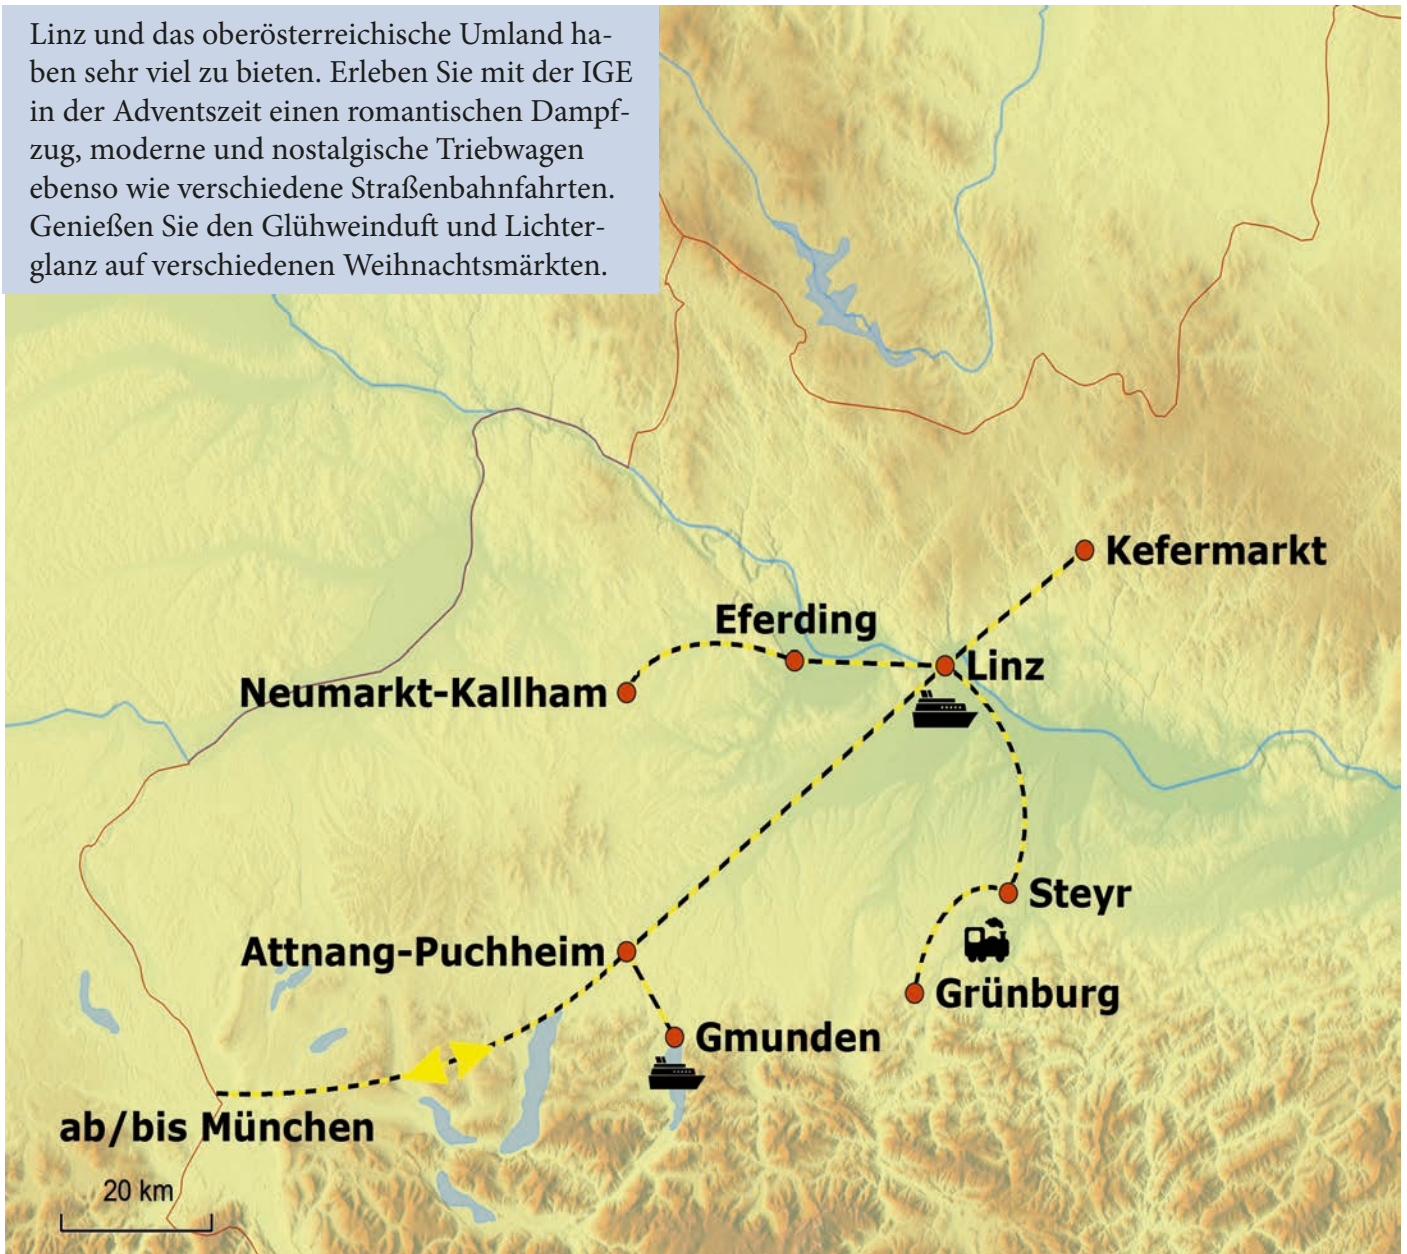 Linz und das oberösterreichische Umland ha-
ben sehr viel zu bieten. Erleben Sie mit der IGE
in der Adventszeit einen romantischen Dampf-
zug, moderne und nostalgische Triebwagen
ebenso wie verschiedene Straßenbahnfahrten.
Genießen Sie den Glühweinduft und Lichter-
glanz auf verschiedenen Weihnachtsmärkten.
Kefermarkt
Eferding
Linz
Neumarkt-Kallham
Steyr
Attnang-Puchheim
Grünburg
Gmunden
ab/bis München
20 km